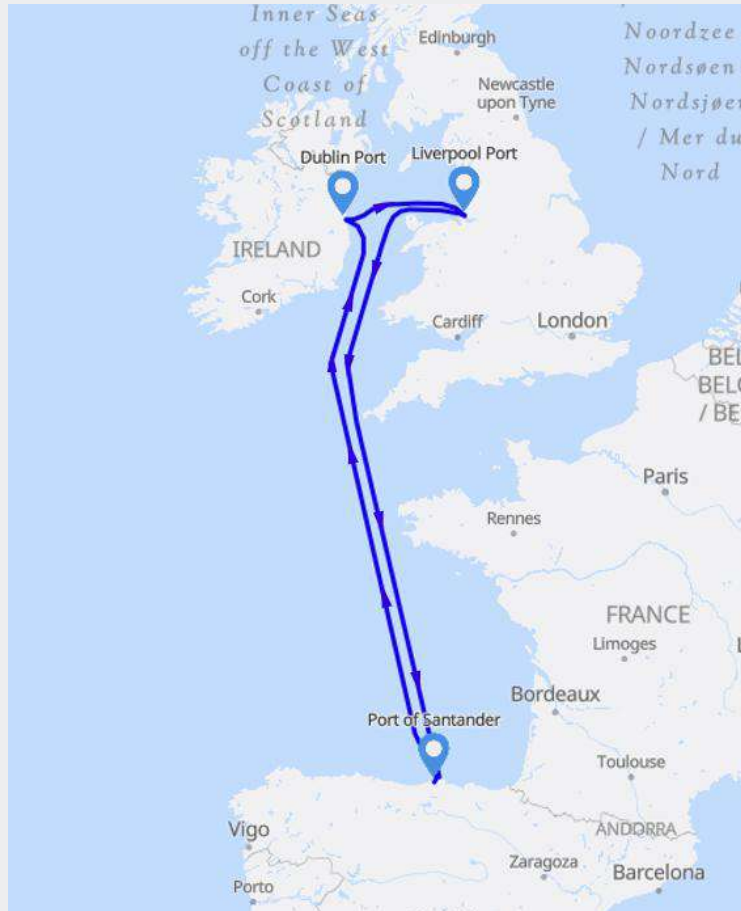 Inner Seas
off the West
Coast of
Scotland
Edinburgh
Noordzee
Nordsøen
Nordsjøen
/ Mer du
Nord
Newcastle
upon Tyne
Dublin Port
Liverpool Port
IRELAND
Cork
Cardiff
London
BEL
BELG
/ BE
Paris
Rennes
FRANCE
Limoges
Bordeaux
Port of Santander
Toulouse
Vigo
ANDORRA
Zaragoza
Barcelona
Porto